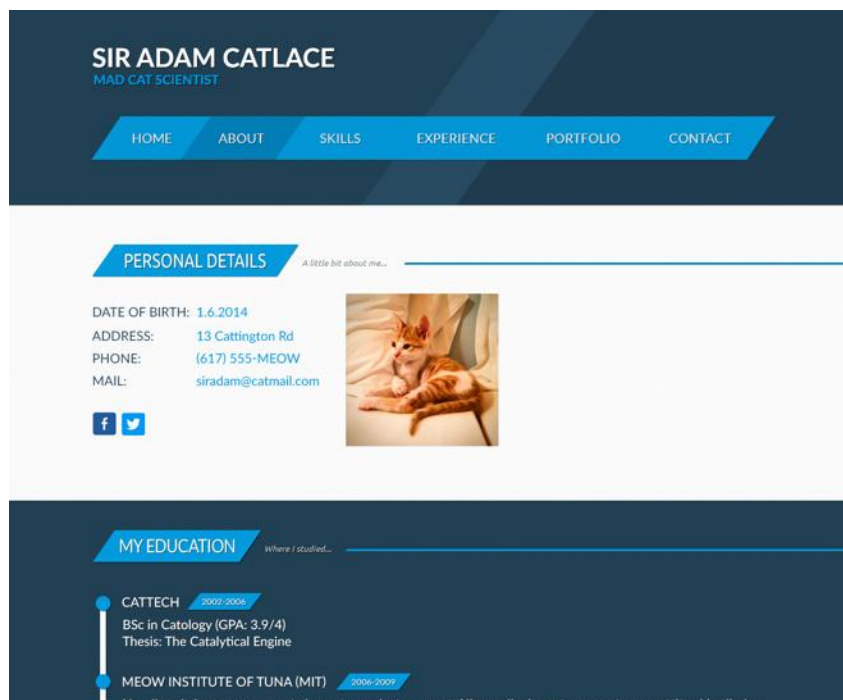 SIR ADAM CATLACE
MAD CAT SCIENTIST
HOME ABOUT SKILLS EXPERIENCE PORTFOLIO CONTACT
PERSONAL DETAILS A little bit about me...
DATE OF BIRTH: 1.6.2014
ADDRESS: 13 Cattington Rd
PHONE: (617) 555-MEOW
MAIL: siradam@catmail.com
MY EDUCATION Where I studied...
CATTECH 2002-2006
BSc in Catology (GPA: 3.9/4)
Thesis: The Catalytical Engine
MEOW INSTITUTE OF TUNA (MIT) 2006-2009